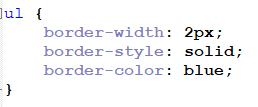 ul {
border-width: 2px;
border-style: solid;
border-color: blue;
}